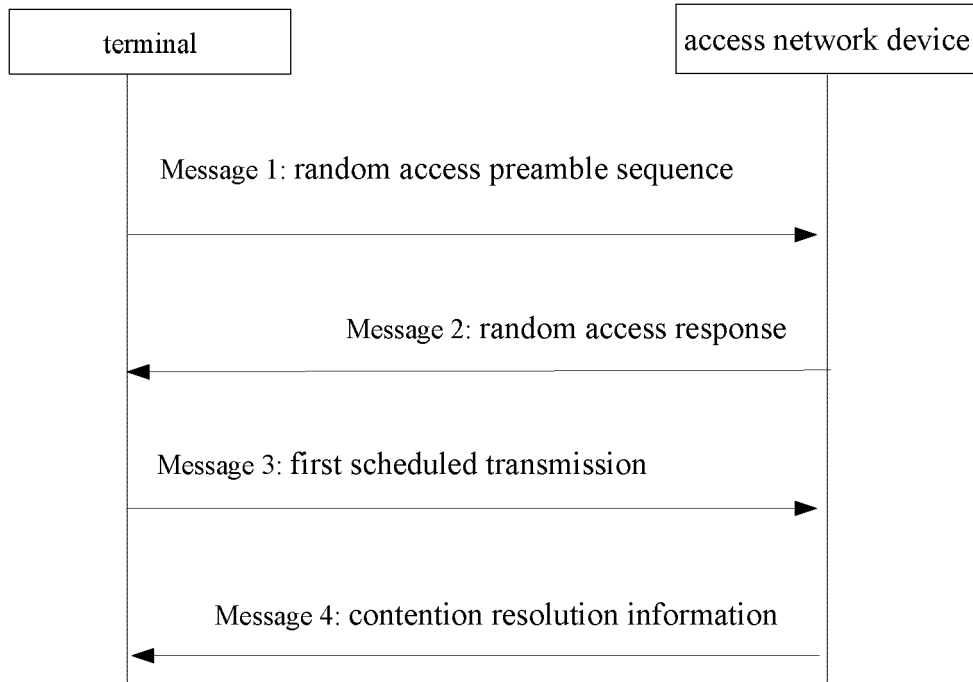 terminal
access network device
Message 1: random access preamble sequence
Message 2: random access response
Message 3: first scheduled transmission
Message 4: contention resolution information